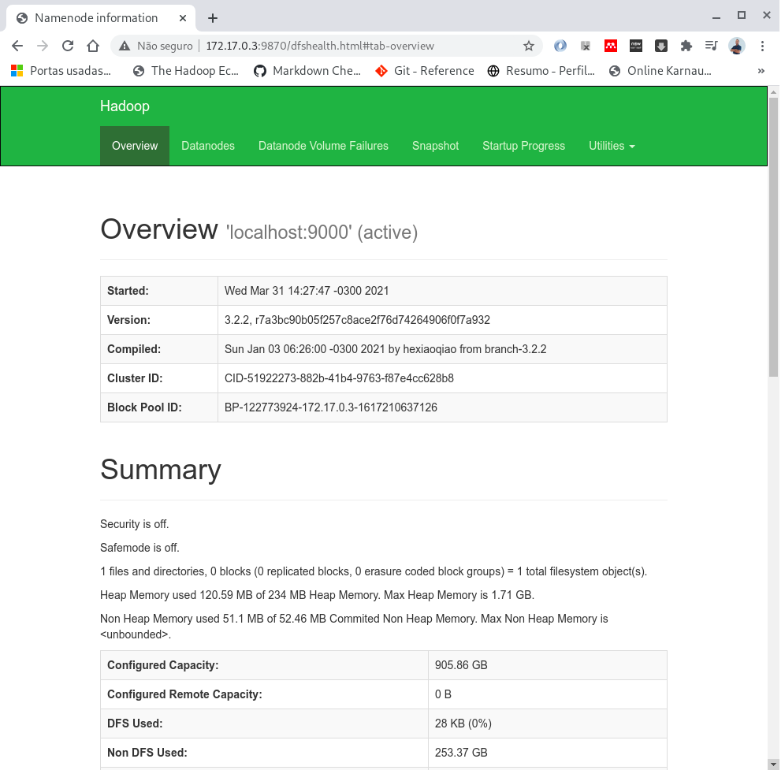 Namenode information
Não seguro | 172.17.0.3:9870/dfshealth.html#tab-overview
Portas usadas... The Hadoop Ec... Markdown Che... Git - Reference Resumo - Perfil... Online Karnau... »
Hadoop
Overview Datanodes Datanode Volume Failures Snapshot Startup Progress Utilities
Overview 'localhost:9000' (active)
Started: Wed Mar 31 14:27:47 -0300 2021
Version: 3.2.2, r7a3bc90b05f257c8ace2f76d74264906f0f7a932
Compiled: Sun Jan 03 06:26:00 -0300 2021 by hexiaoqiao from branch-3.2.2
Cluster ID: CID-51922273-882b-41b4-9763-f87e4cc628b8
Block Pool ID: BP-122773924-172.17.0.3-1617210637126
Summary
Security is off.
Safemode is off.
1 files and directories, 0 blocks (0 replicated blocks, 0 erasure coded block groups) = 1 total filesystem object(s).
Heap Memory used 120.59 MB of 234 MB Heap Memory. Max Heap Memory is 1.71 GB.
Non Heap Memory used 51.1 MB of 52.46 MB Commited Non Heap Memory. Max Non Heap Memory is
<unbounded>.
Configured Capacity: 905.86 GB
Configured Remote Capacity: 0 B
DFS Used: 28 KB (0%)
Non DFS Used: 253.37 GB